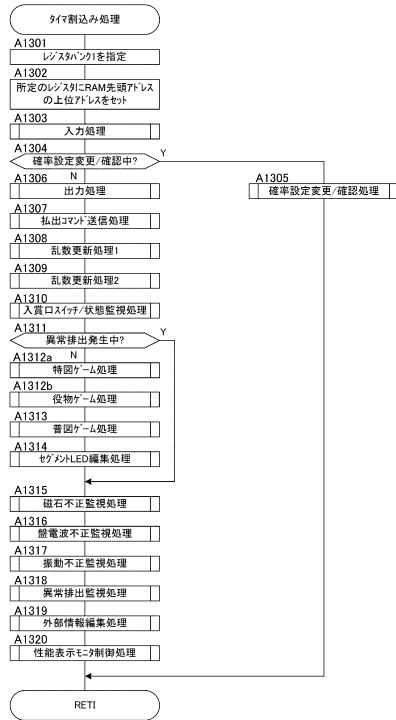 タイマ割込み処理
A1301
レジスタバンク1を指定
A1302
所定のレジスタにRAM先頭アドレス
の上位アドレスをセット
A1303
入力処理
A1304
確率設定変更/確認中?
Y
N
A1305
確率設定変更/確認処理
A1306
出力処理
A1307
払出コマンド送信処理
A1308
乱数更新処理1
A1309
乱数更新処理2
A1310
入賞口スイッチ/状態監視処理
A1311
異常排出発生中?
Y
N
A1312a
特図ゲーム処理
A1312b
役物ゲーム処理
A1313
普図ゲーム処理
A1314
セグメントLED編集処理
A1315
磁石不正監視処理
A1316
盤電波不正監視処理
A1317
振動不正監視処理
A1318
異常排出監視処理
A1319
外部情報編集処理
A1320
性能表示モニタ制御処理
RETI